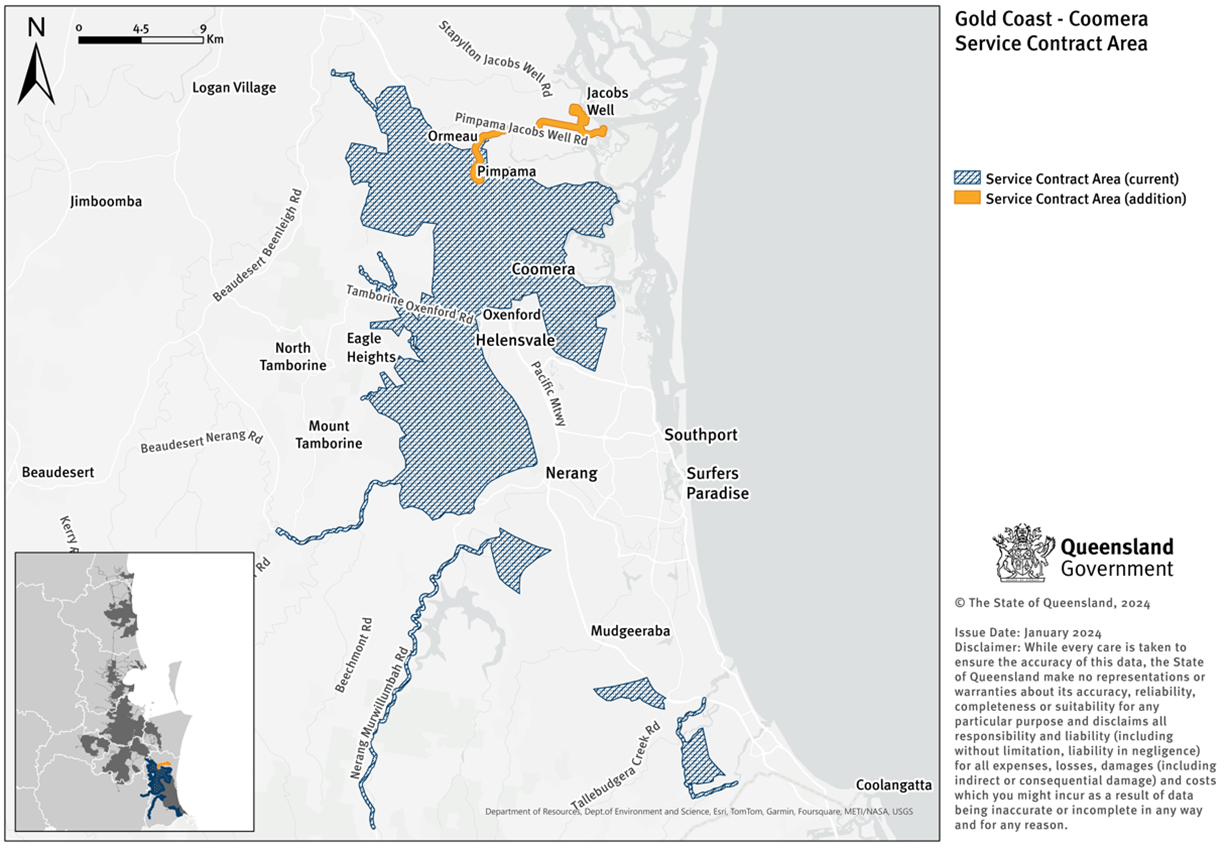 Gold Coast - Coomera
Service Contract Area
N
0 4.5 9
Km
Stapylton Jacobs Well Rd
Logan Village
Jacobs
Well
Pimpama Jacobs Well Rd
Ormeau
Pimpama
Service Contract Area (current)
Service Contract Area (addition)
Jimboomba
Beaudesert Beenleigh Rd
Coomera
Tamborine Oxenford Rd
Oxenford
Helensvale
Eagle
Heights
North
Tamborine
Pacific Mtwy
Mount
Tamborine
Beaudesert Nerang Rd
Southport
Beaudesert
Nerang
Surfers
Paradise
Kerry R
r Rd
Queensland
Government
© The State of Queensland, 2024
Beechmont Rd
Mudgeeraba
Nerang Murwillumbah Rd
Tallebudgera Creek Rd
Coolangatta
Department of Resources, Dept.of Environment and Science, Esri, TomTom, Garmin, Foursquare, METI/NASA, USGS
Issue Date: January 2024
Disclaimer: While every care is taken to
ensure the accuracy of this data, the State
of Queensland make no representations or
warranties about its accuracy, reliability,
completeness or suitability for any
particular purpose and disclaims all
responsibility and liability (including
without limitation, liability in negligence)
for all expenses, losses, damages (including
indirect or consequential damage) and costs
which you might incur as a result of data
being inaccurate or incomplete in any way
and for any reason.